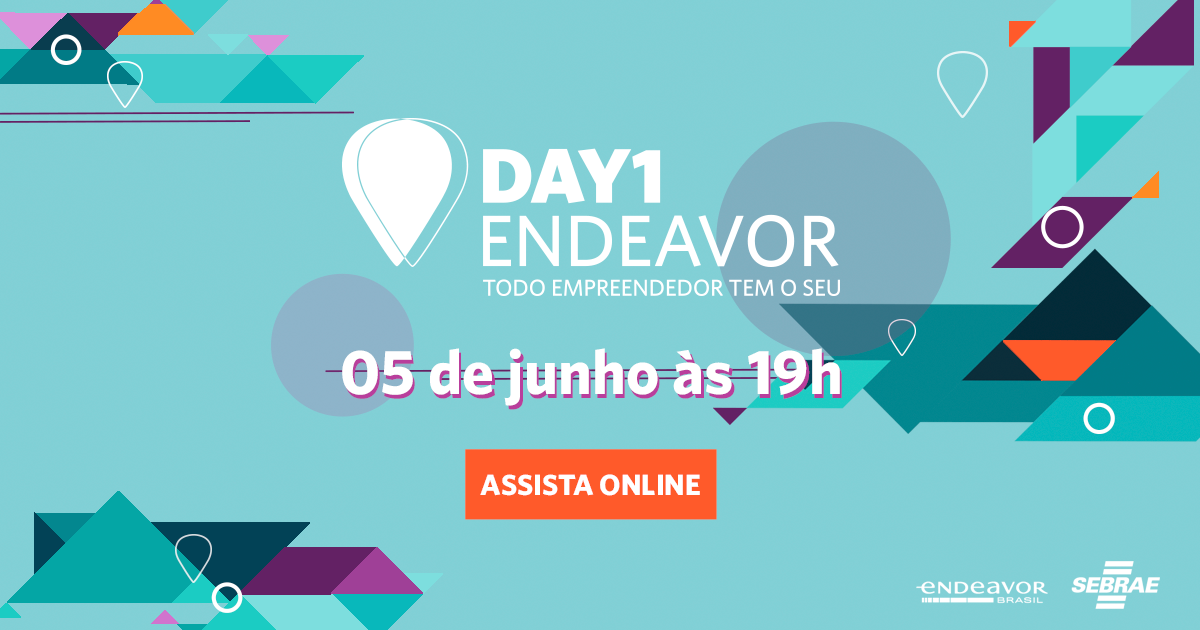 DAY1
ENDEAVOR
TODO EMPREENDEDOR TEM O SEU
05 de junho às 19h
ASSISTA ONLINE
enDeavor
BRASIL
SEBRAE